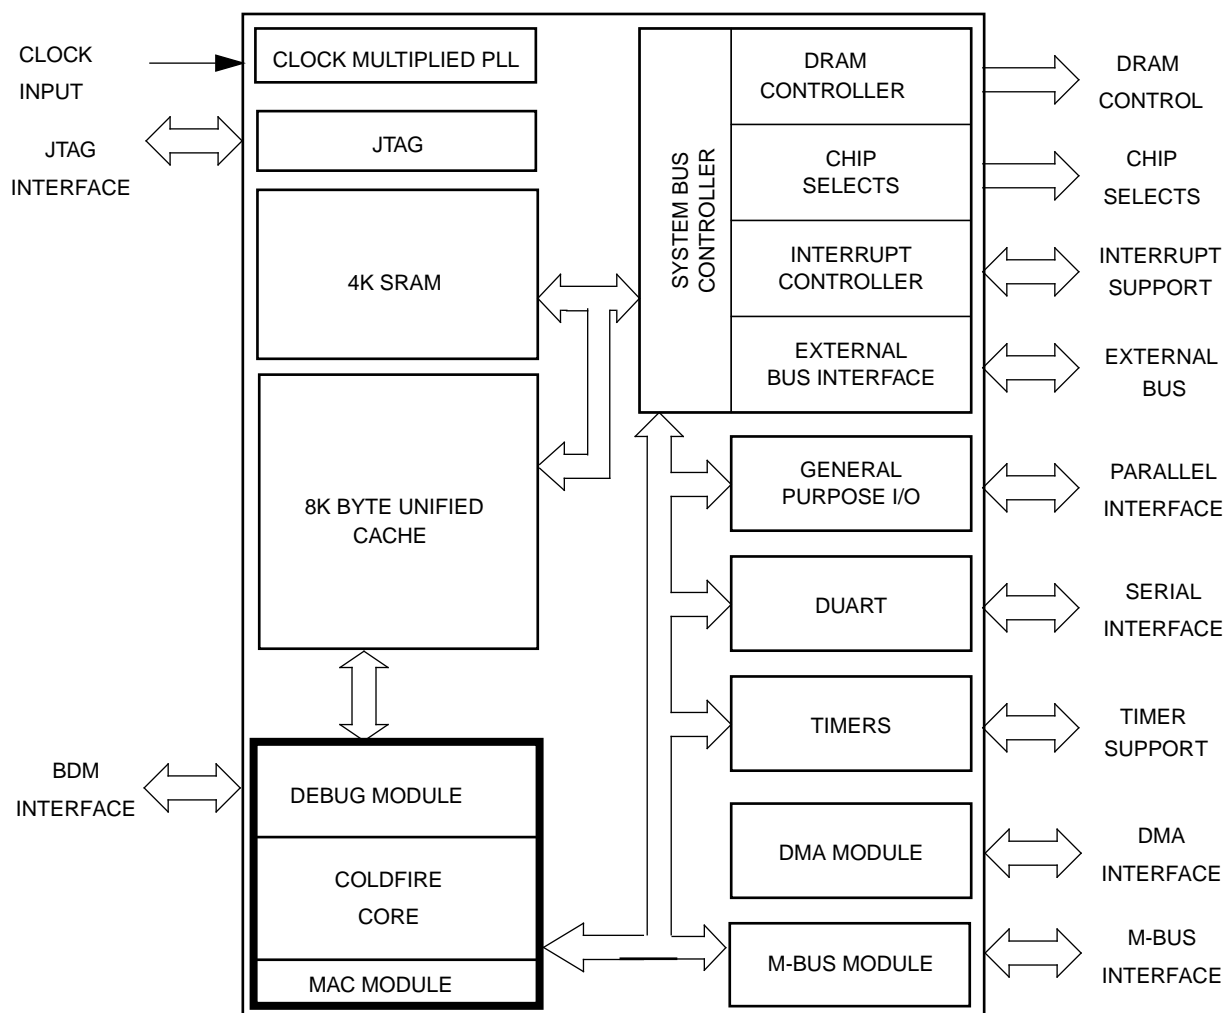 CLOCK
INPUT
JTAG
INTERFACE
BDM
INTERFACE
CLOCK MULTIPLIED PLL
JTAG
4K SRAM
8K BYTE UNIFIED
CACHE
DEBUG MODULE
COLDFIRE
CORE
MAC MODULE
SYSTEM BUS
CONTROLLER
DRAM
CONTROLLER
CHIP
SELECTS
INTERRUPT
CONTROLLER
EXTERNAL
BUS INTERFACE
GENERAL
PURPOSE I/O
DUART
TIMERS
DMA MODULE
M-BUS MODULE
DRAM
CONTROL
CHIP
SELECTS
INTERRUPT
SUPPORT
EXTERNAL
BUS
PARALLEL
INTERFACE
SERIAL
INTERFACE
TIMER
SUPPORT
DMA
INTERFACE
M-BUS
INTERFACE